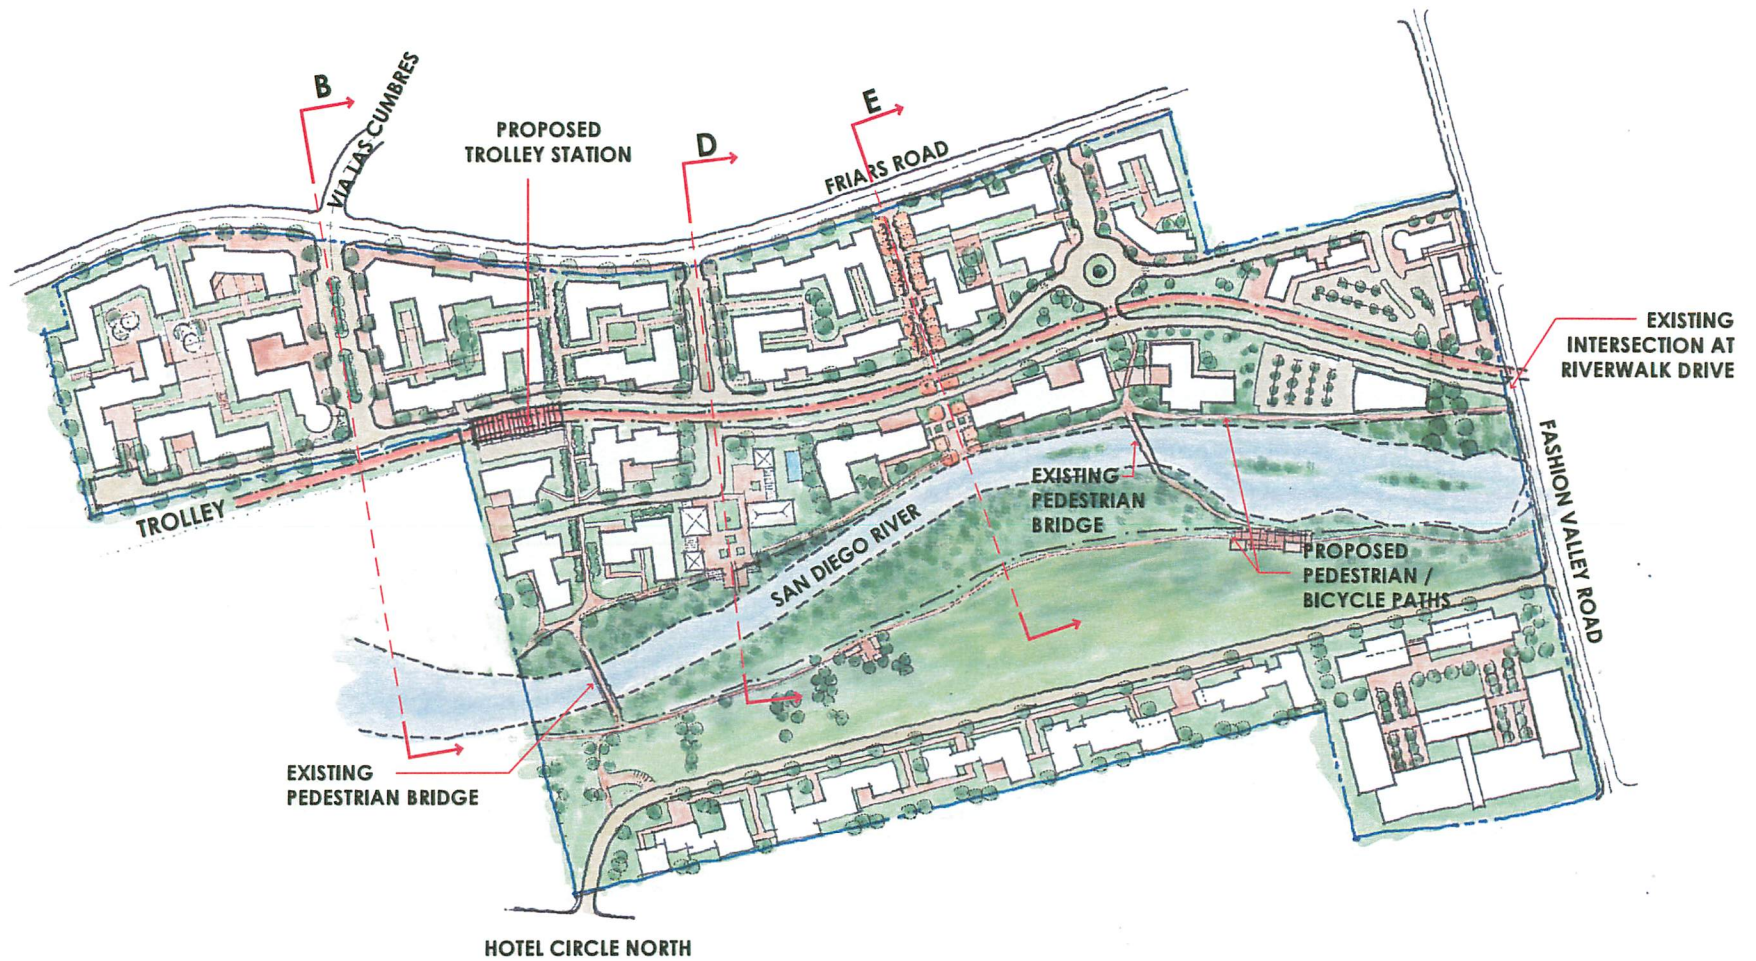 B
VIA LAS CUMBRES
PROPOSED
TROLLEY STATION
D
E
FRIARS ROAD
EXISTING
INTERSECTION AT
RIVERWALK DRIVE
FASHION VALLEY ROAD
TROLLEY
EXISTING
PEDESTRIAN
BRIDGE
SAN DIEGO RIVER
PROPOSED
PEDESTRIAN /
BICYCLE PATHS
EXISTING
PEDESTRIAN BRIDGE
HOTEL CIRCLE NORTH